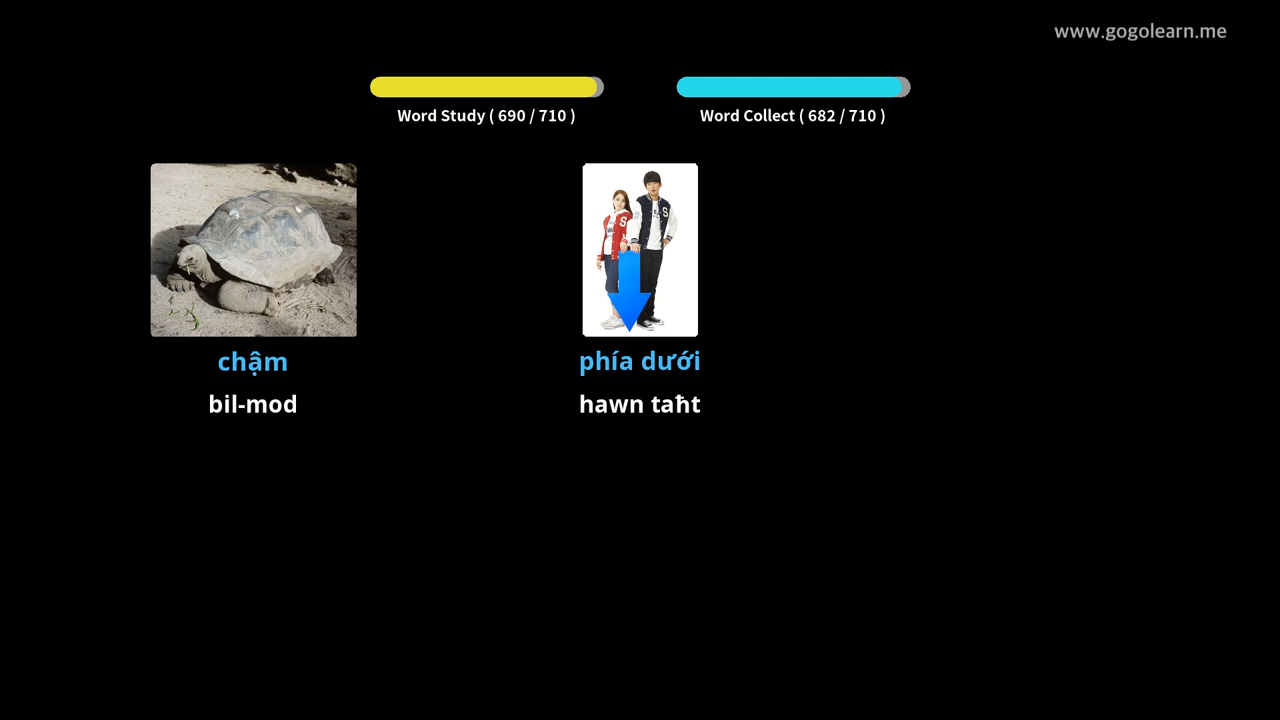 www.gogolearn.me
Word Study ( 690 / 710 )
Word Collect ( 682 / 710 )
chậm
bil-mod
phía dưới
hawn taħt